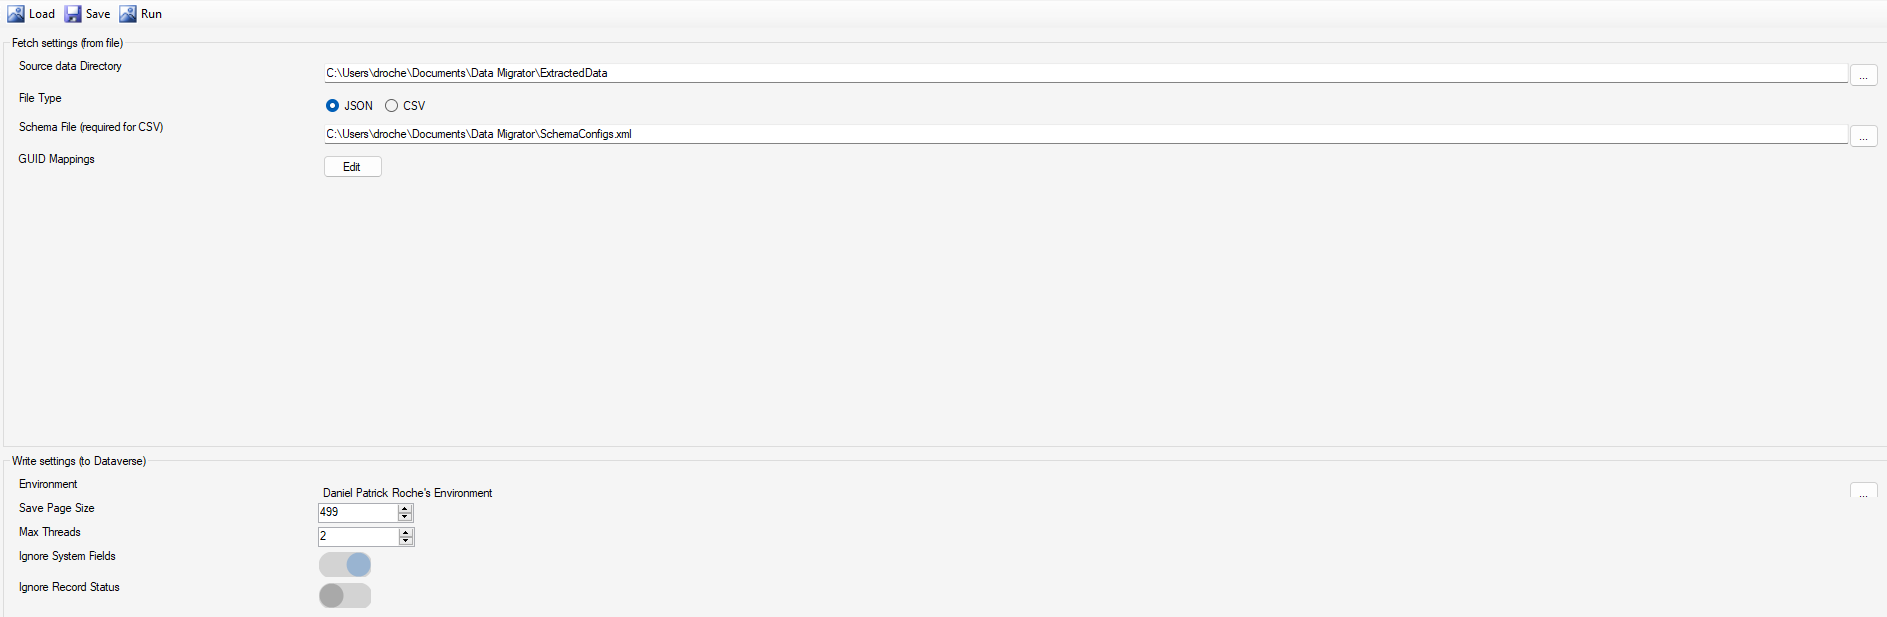 Load Save Run
Fetch settings (from file)
Source data Directory
C:\Users\droche\Documents\Data Migrator\ExtractedData
...
File Type
JSON CSV
Schema File (required for CSV)
C:\Users\droche\Documents\Data Migrator\SchemaConfigs.xml
...
GUID Mappings
Edit
Write settings (to Dataverse)
Environment
Daniel Patrick Roche's Environment
...
Save Page Size
499
Max Threads
2
Ignore System Fields
Ignore Record Status